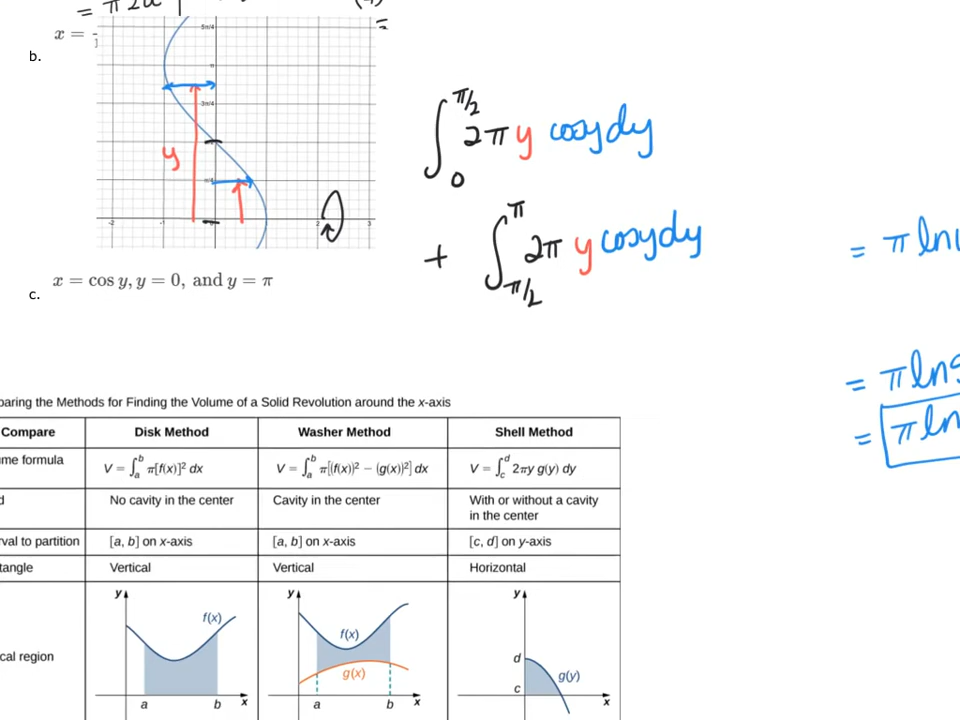 = π 2u
x =
b.
5π/4
π
3π/4
y
π/4
-2 -1 2 3
∫₀^{π/2} 2π y cosy dy
+ ∫_{π/2}^{π} 2π y cosy dy
x = cos y, y = 0, and y = π
c.
= π ln
= π ln
= π ln
paring the Methods for Finding the Volume of a Solid Revolution around the x-axis
Compare Disk Method Washer Method Shell Method
me formula V = ∫ₐᵇ π[f(x)]² dx V = ∫ₐᵇ π[(f(x))² − (g(x))²] dx V = ∫_c^d 2πy g(y) dy
d No cavity in the center Cavity in the center With or without a cavity
in the center
val to partition [a, b] on x-axis [a, b] on x-axis [c, d] on y-axis
tangle Vertical Vertical Horizontal
cal region
y f(x) a b x
y f(x) g(x) a b x
y d c g(y) x